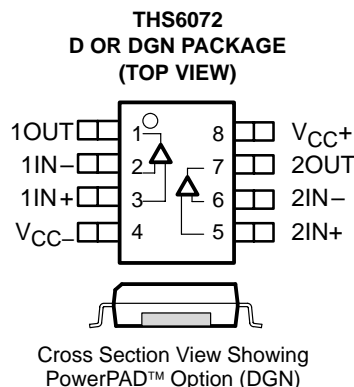 THS6072
D OR DGN PACKAGE
(TOP VIEW)
1OUT 1 8 VCC+
1IN− 2 7 2OUT
1IN+ 3 6 2IN−
VCC− 4 5 2IN+
Cross Section View Showing
PowerPAD™ Option (DGN)